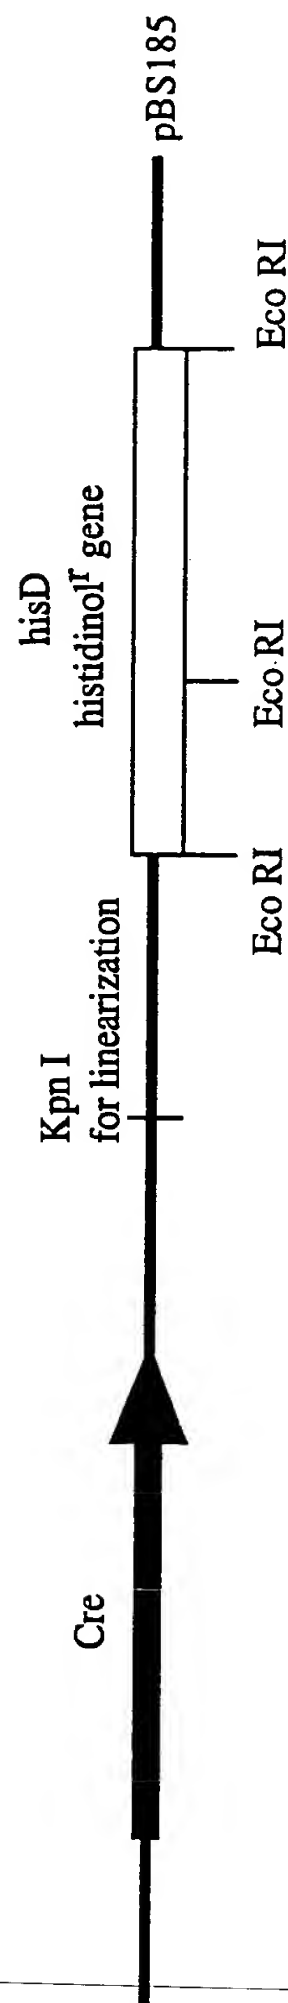 Cre
Kpn I
for linearization
hisD
histidinolʳ gene
pBS185
Eco RI
Eco RI
Eco RI